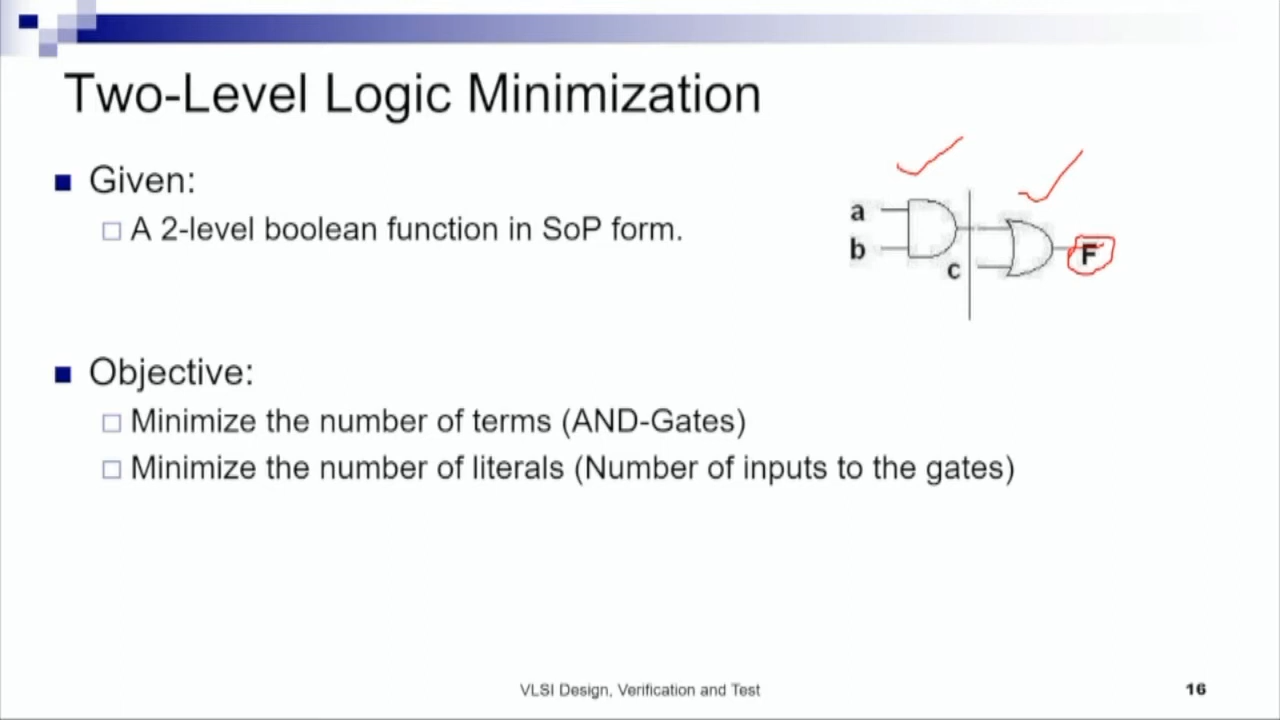 Two-Level Logic Minimization
Given:
A 2-level boolean function in SoP form.
a
b
c
F
Objective:
Minimize the number of terms (AND-Gates)
Minimize the number of literals (Number of inputs to the gates)
VLSI Design, Verification and Test
16